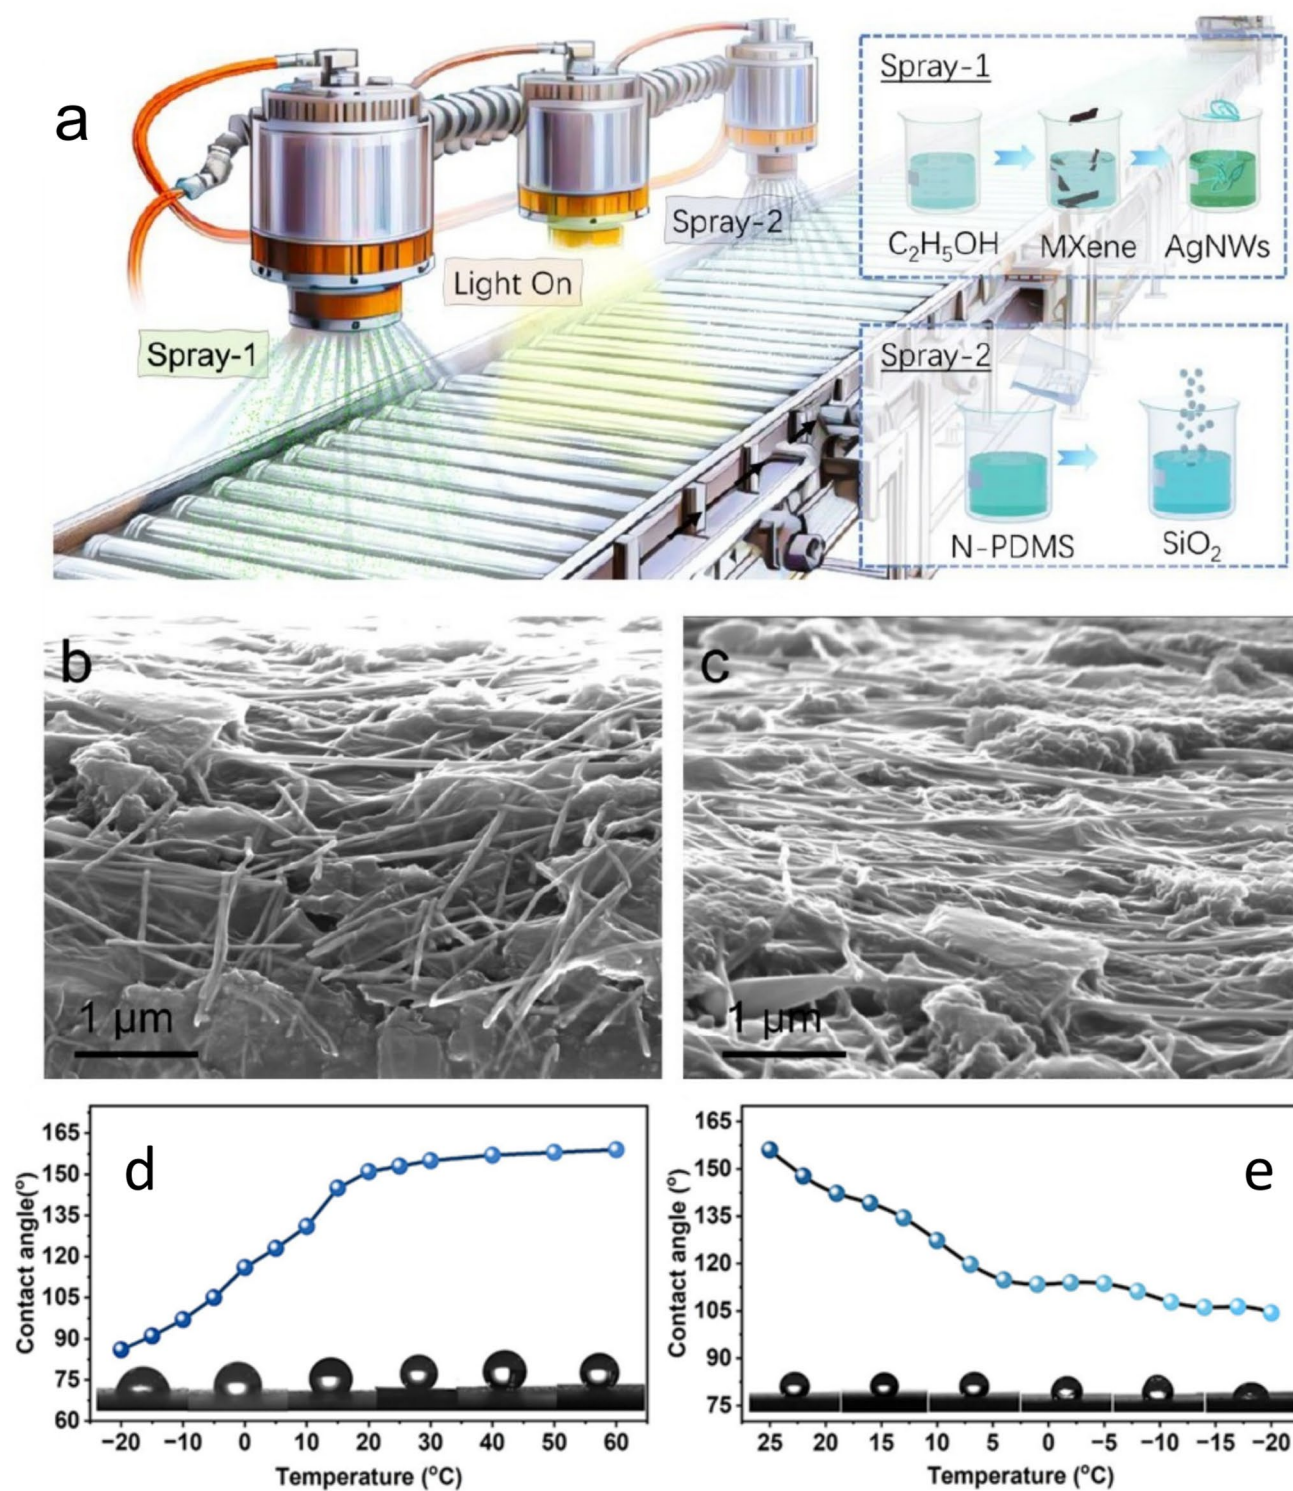 a
Spray-1
Light On
Spray-2
Spray-1
C₂H₅OH
MXene
AgNWs
Spray-2
N-PDMS
SiO₂
b
1 μm
c
1 μm
d
Contact angle(°)
165
150
135
120
105
90
75
60
−20 −10 0 10 20 30 40 50 60
Temperature (°C)
e
Contact angle (°)
165
150
135
120
105
90
75
25 20 15 10 5 0 −5 −10 −15 −20
Temperature (°C)